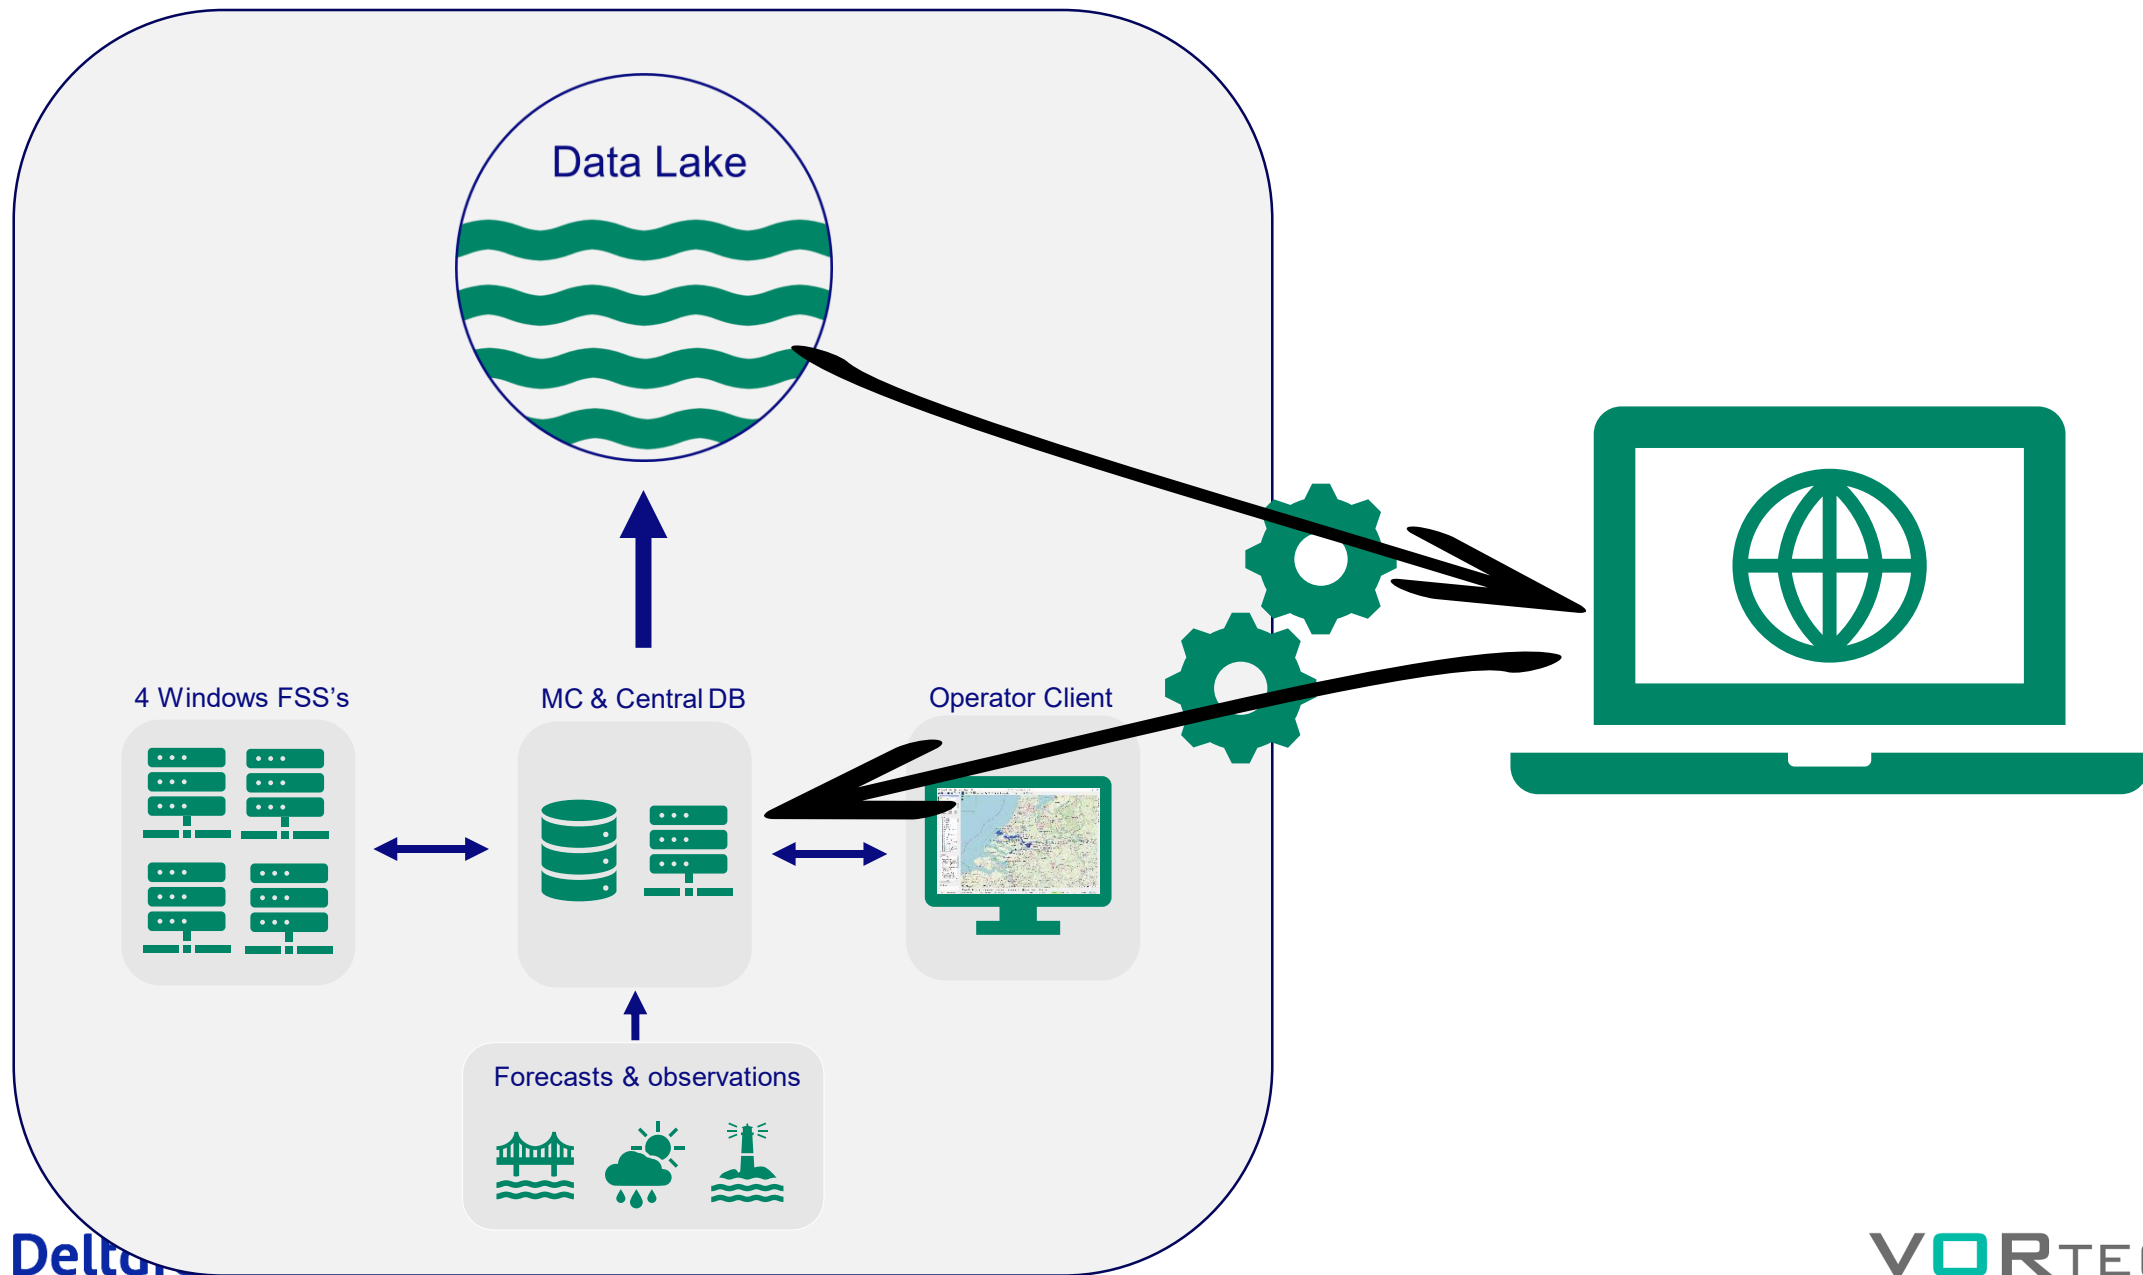 Data Lake
4 Windows FSS's
MC & Central DB
Operator Client
Forecasts & observations